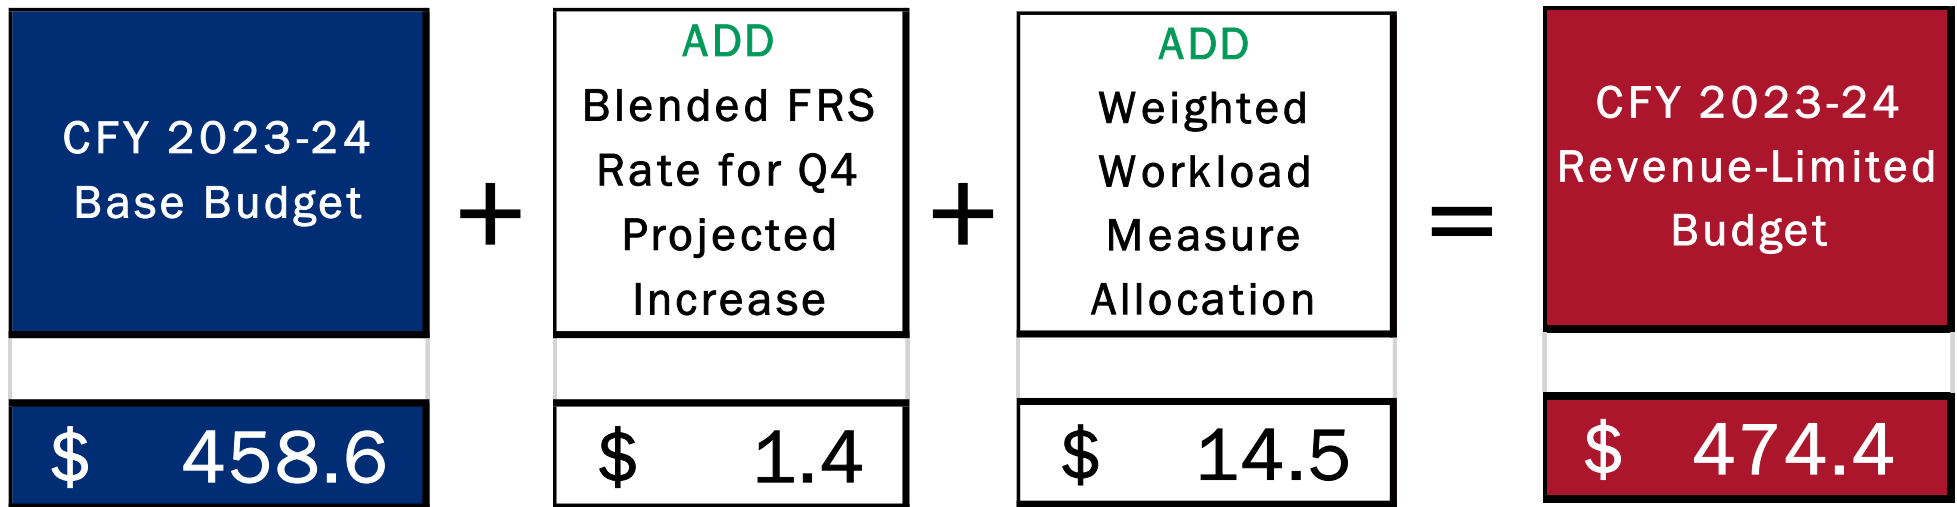 CFY 2023-24
Base Budget
$ 458.6
+
ADD
Blended FRS
Rate for Q4
Projected
Increase
$ 1.4
+
ADD
Weighted
Workload
Measure
Allocation
$ 14.5
=
CFY 2023-24
Revenue-Limited
Budget
$ 474.4